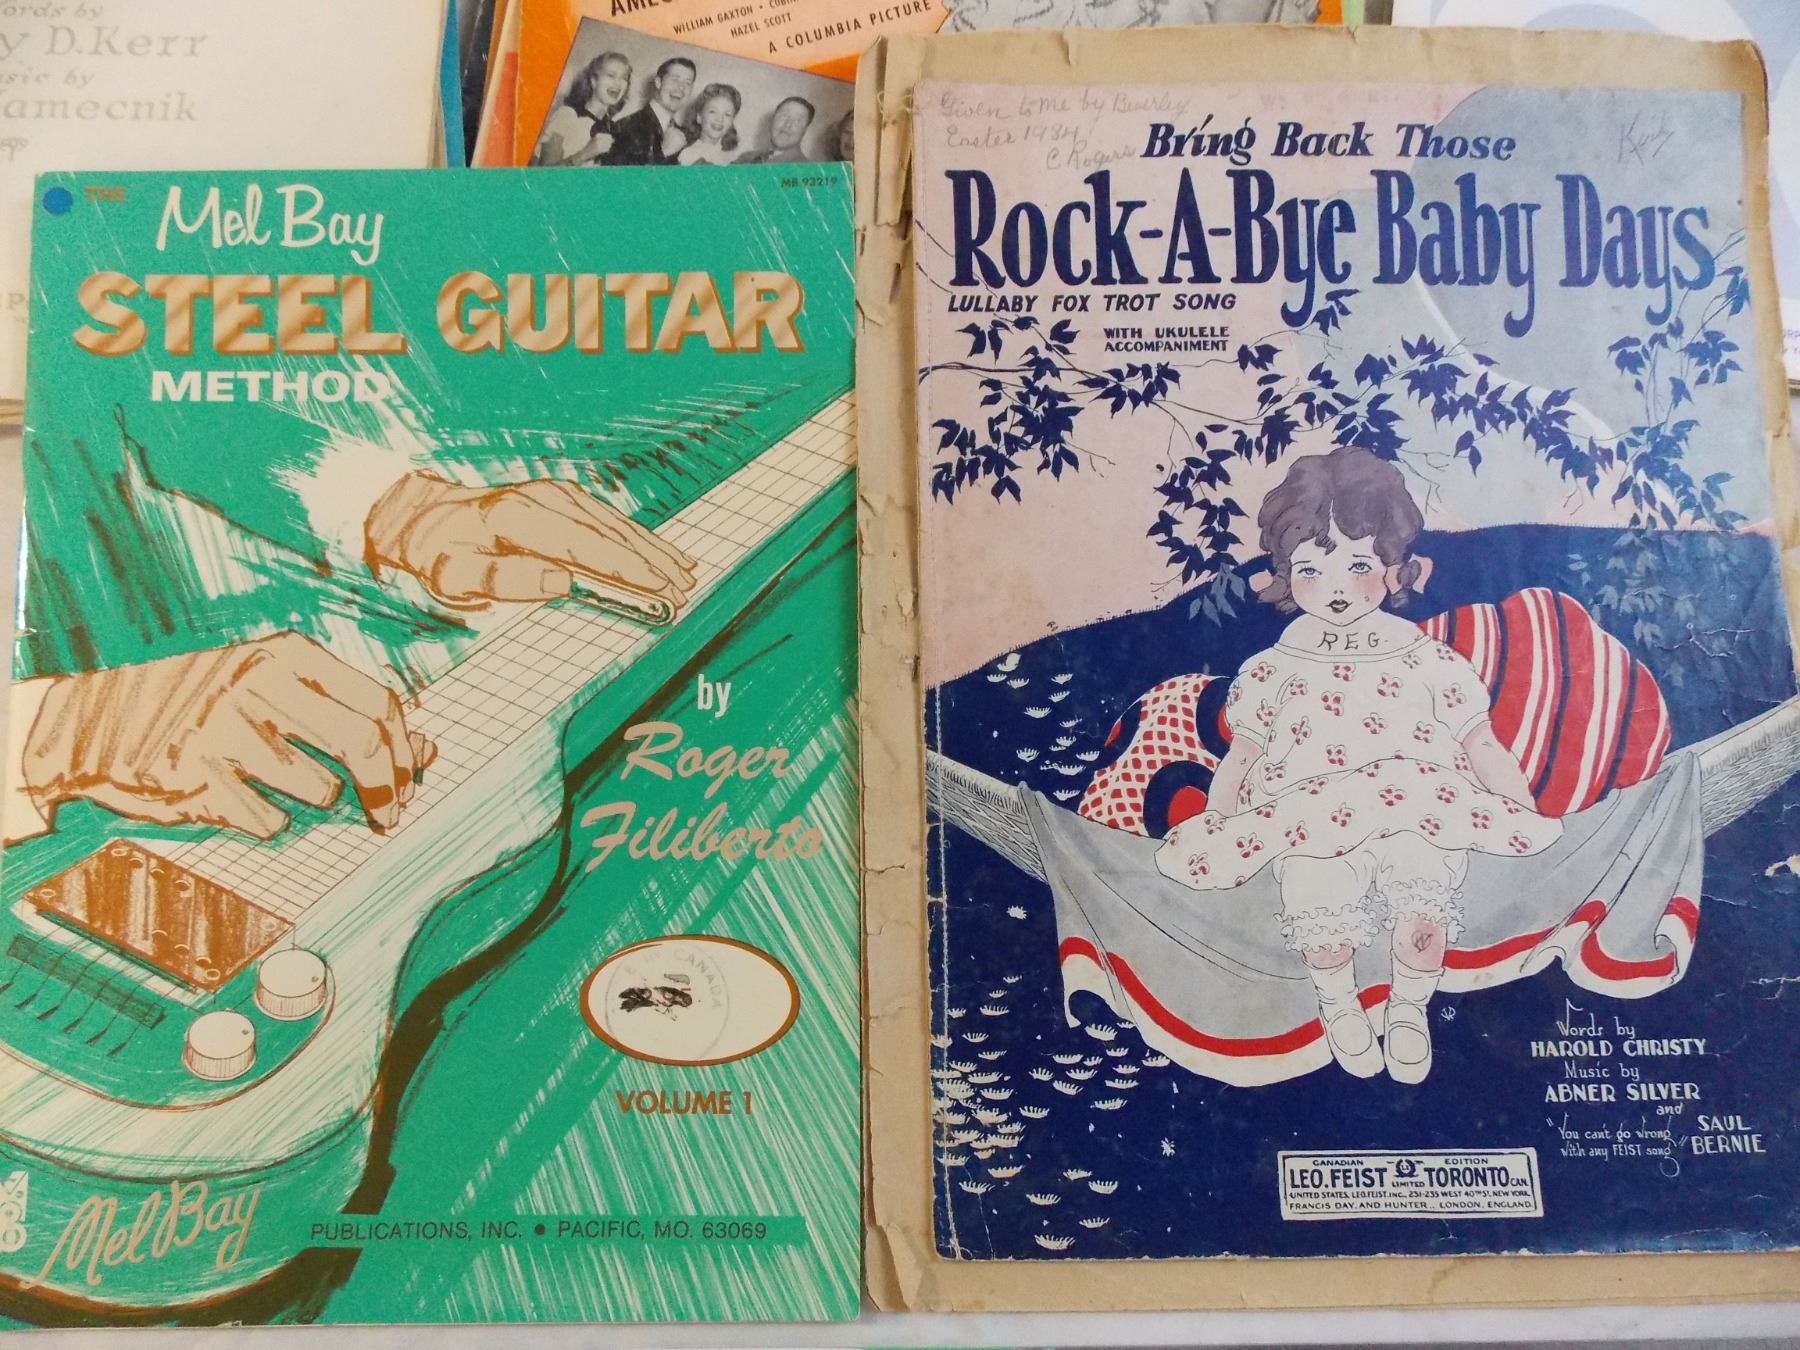 ords by
y D. Kerr
sic by
amecnik
WILLIAM GAXTON •
HAZEL SCOTT
A COLUMBIA PICTURE
THE
MB 93219
Mel Bay
STEEL GUITAR
METHOD
by
Roger
Filiberto
IN CANADA
VOLUME 1
Mel Bay
PUBLICATIONS, INC. • PACIFIC, MO. 63069
Given to me by Beverley
Easter 1984
C Rogers
Bring Back Those
Rock-A-Bye Baby Days
LULLABY FOX TROT SONG
WITH UKULELE
ACCOMPANIMENT
REG.
Words by
HAROLD CHRISTY
Music by
ABNER SILVER
and
SAUL
BERNIE
"You can't go wrong
with any FEIST song"
CANADIAN EDITION
LEO. FEIST LIMITED TORONTO CAN.
UNITED STATES, LEO. FEIST, INC., 231-235 WEST 40TH ST. NEW YORK.
FRANCIS DAY, AND HUNTER., LONDON, ENGLAND.